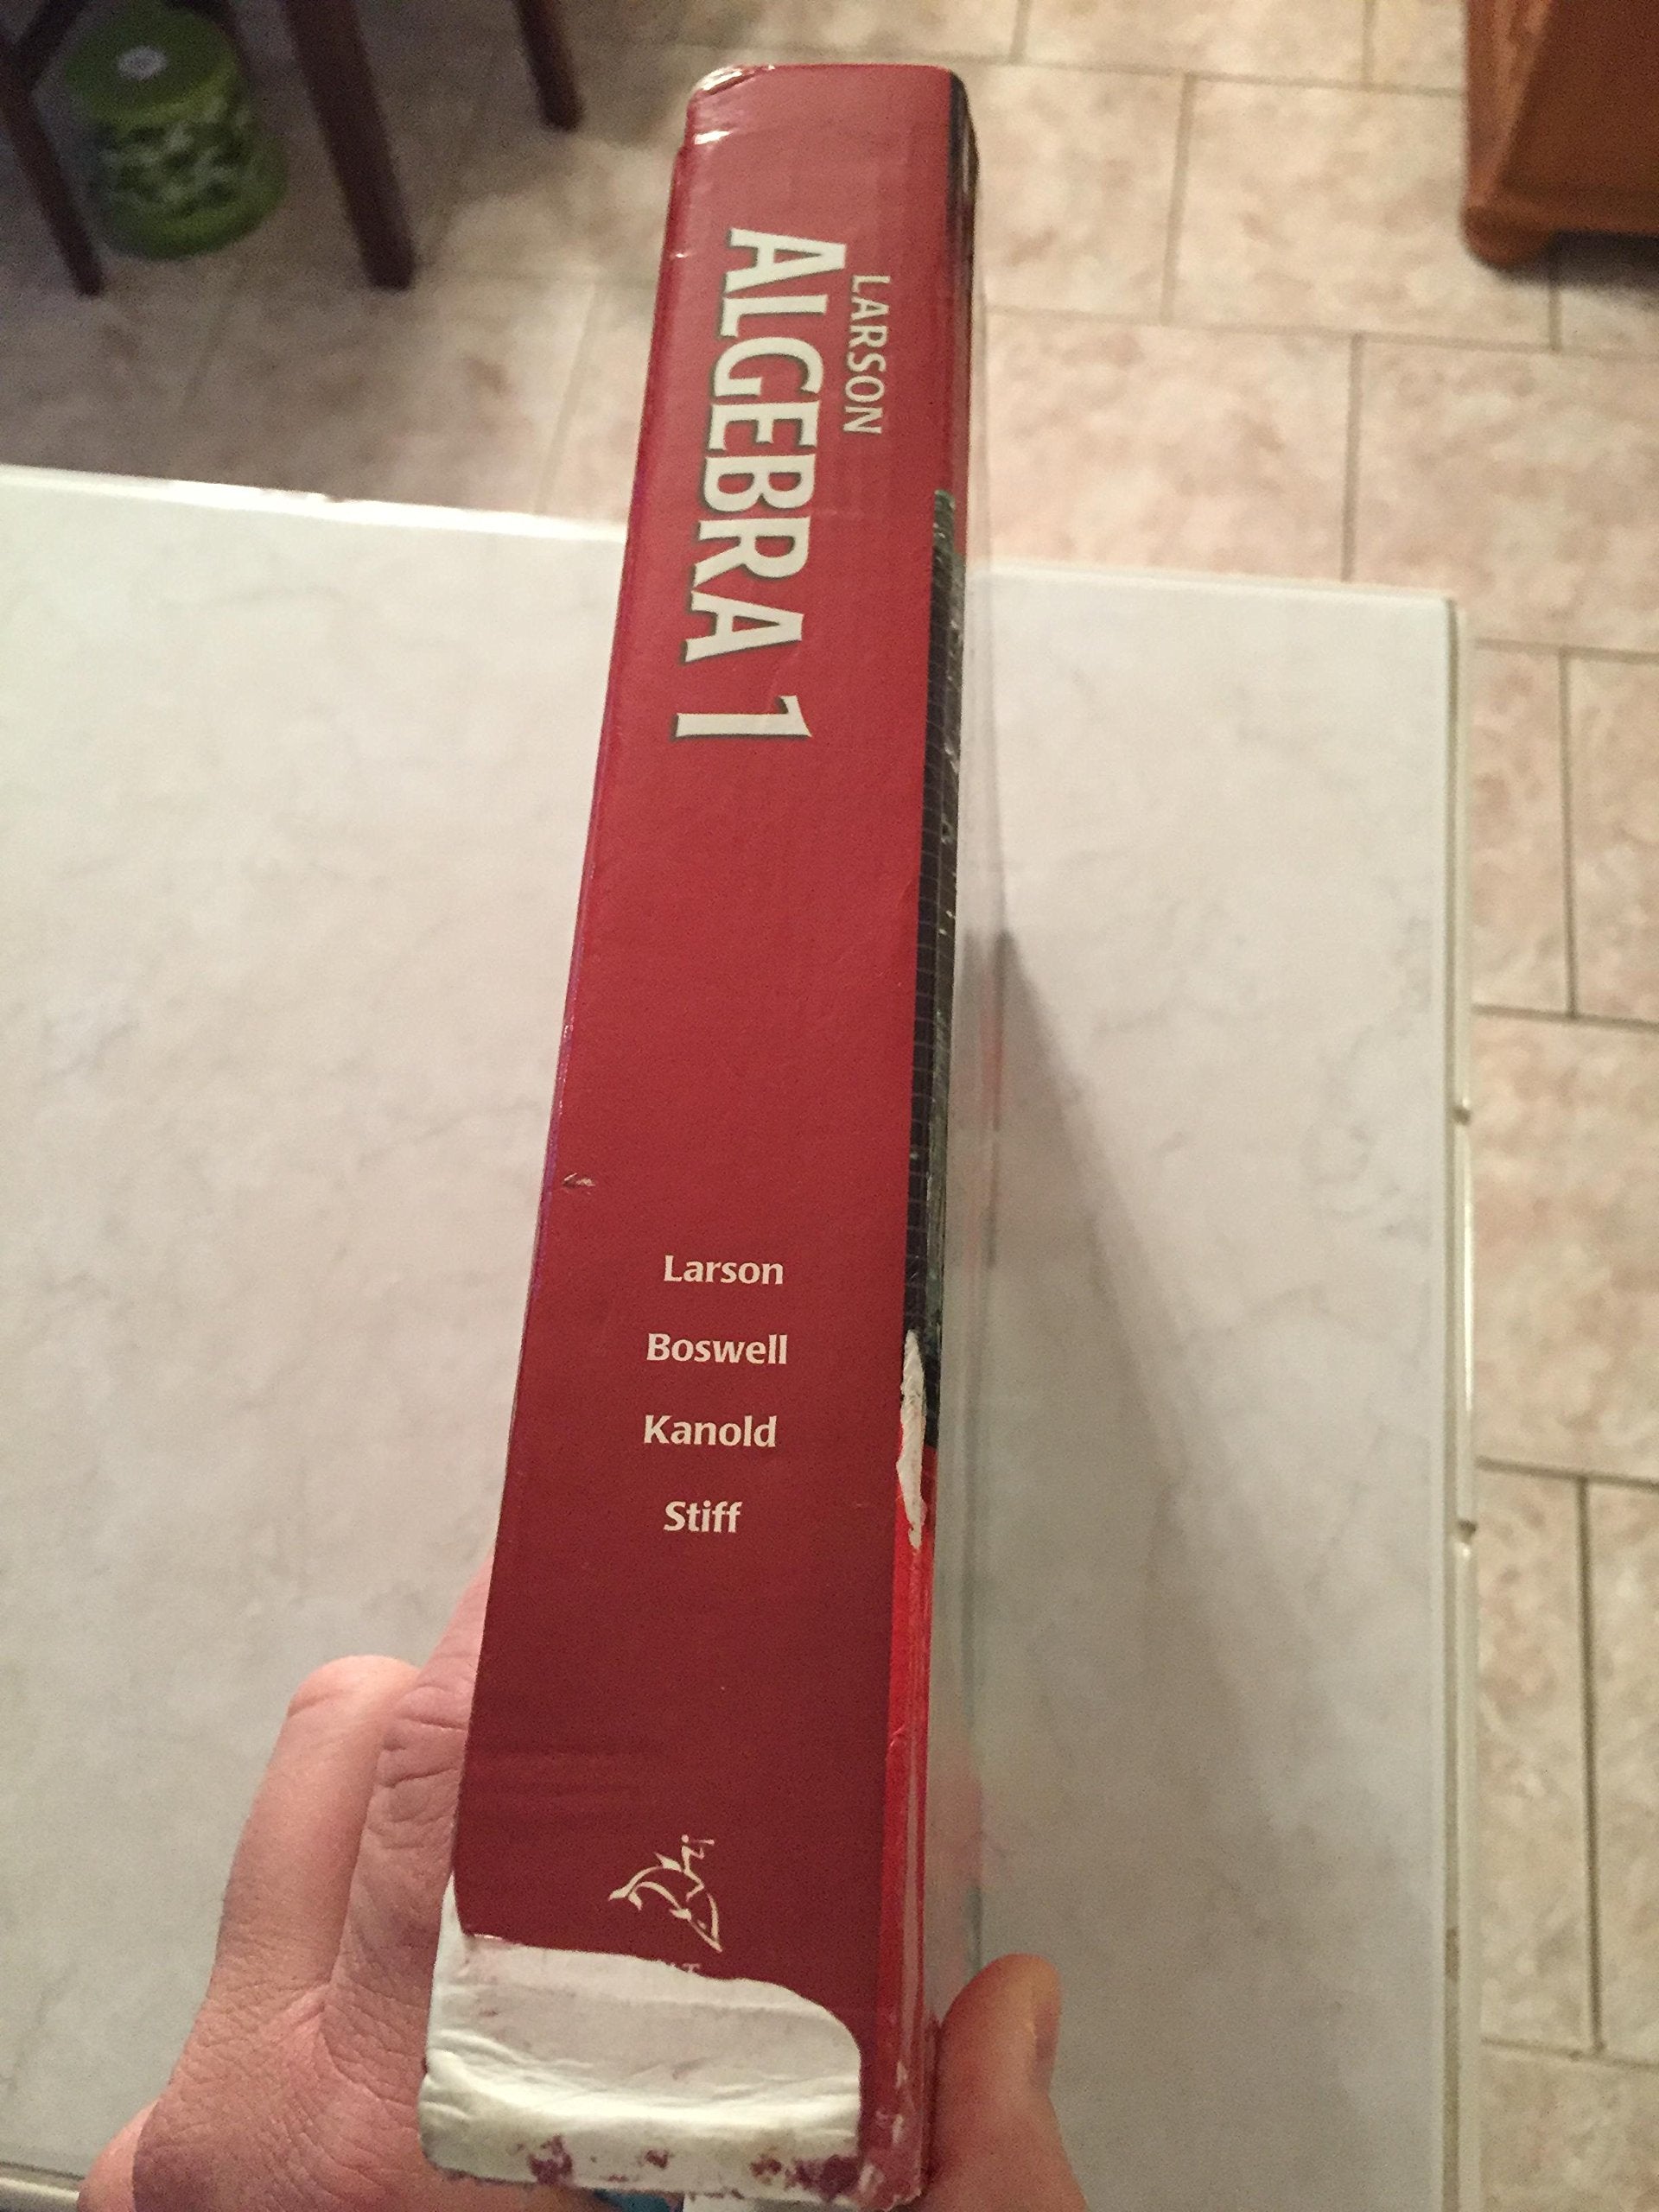 LARSON
ALGEBRA 1
Larson
Boswell
Kanold
Stiff